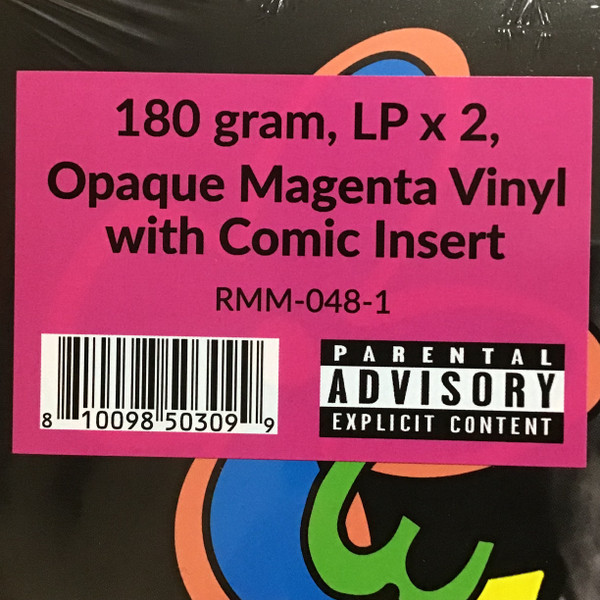 180 gram, LP x 2,
Opaque Magenta Vinyl
with Comic Insert
RMM-048-1
8 10098 50309 9
PARENTAL
ADVISORY
EXPLICIT CONTENT